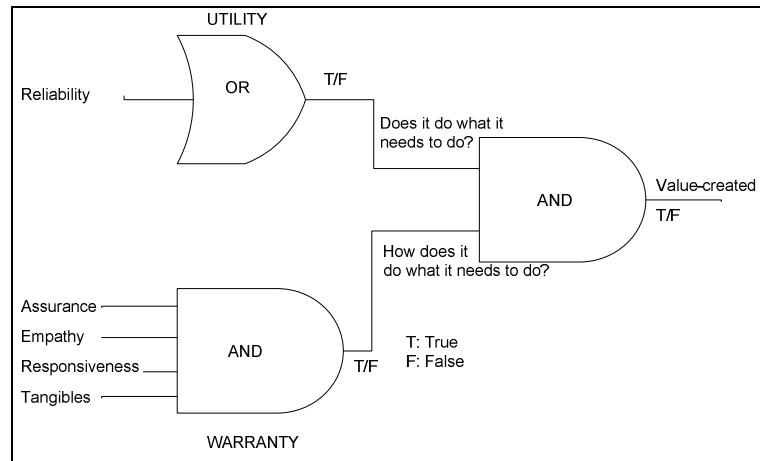 UTILITY
Reliability
OR
T/F
Does it do what it
needs to do?
AND
Value-created
T/F
How does it
do what it needs to do?
Assurance
Empathy
Responsiveness
Tangibles
AND
T/F
T: True
F: False
WARRANTY